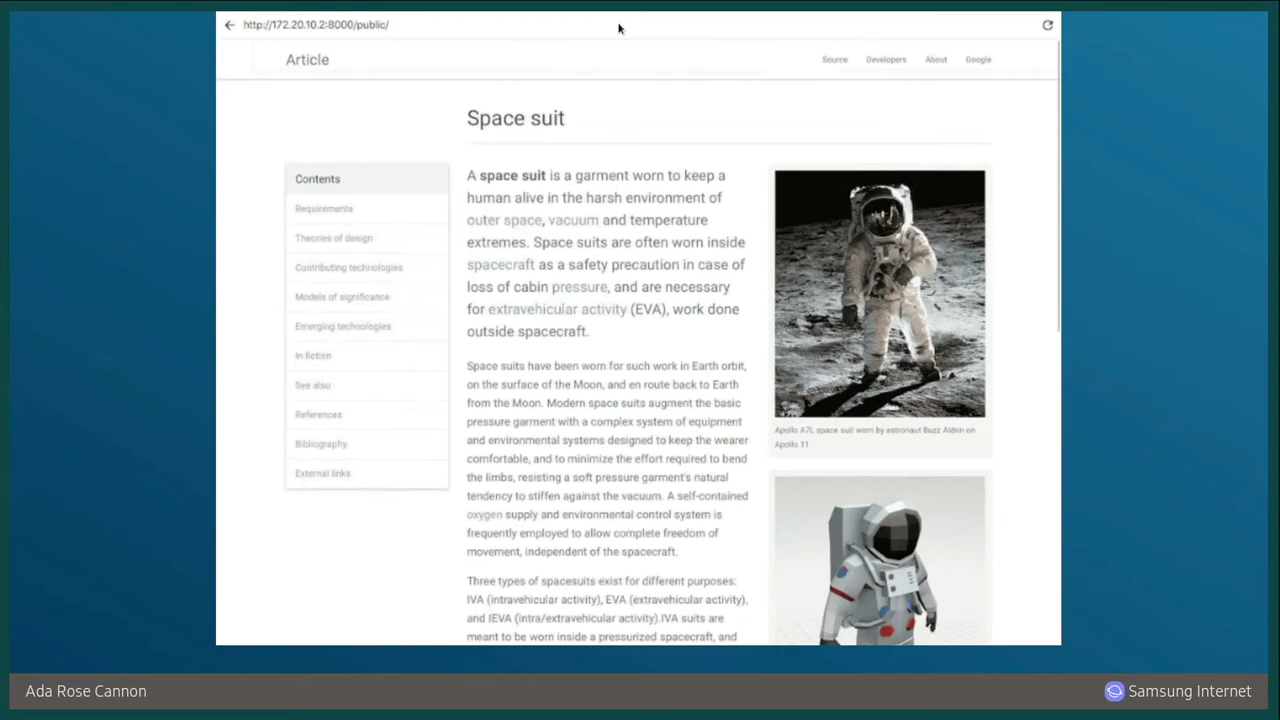 http://172.20.10.2:8000/public/
Article
Source
Developers
About
Google
Space suit
Contents
Requirements
Theories of design
Contributing technologies
Models of significance
Emerging technologies
In fiction
See also
References
Bibliography
External links
A space suit is a garment worn to keep a
human alive in the harsh environment of
outer space, vacuum and temperature
extremes. Space suits are often worn inside
spacecraft as a safety precaution in case of
loss of cabin pressure, and are necessary
for extravehicular activity (EVA), work done
outside spacecraft.
Space suits have been worn for such work in Earth orbit,
on the surface of the Moon, and en route back to Earth
from the Moon. Modern space suits augment the basic
pressure garment with a complex system of equipment
and environmental systems designed to keep the wearer
comfortable, and to minimize the effort required to bend
the limbs, resisting a soft pressure garment's natural
tendency to stiffen against the vacuum. A self-contained
oxygen supply and environmental control system is
frequently employed to allow complete freedom of
movement, independent of the spacecraft.
Three types of spacesuits exist for different purposes:
IVA (intravehicular activity), EVA (extravehicular activity),
and IEVA (intra/extravehicular activity).IVA suits are
meant to be worn inside a pressurized spacecraft, and
Apollo A7L space suit worn by astronaut Buzz Aldrin on
Apollo 11
Ada Rose Cannon
Samsung Internet